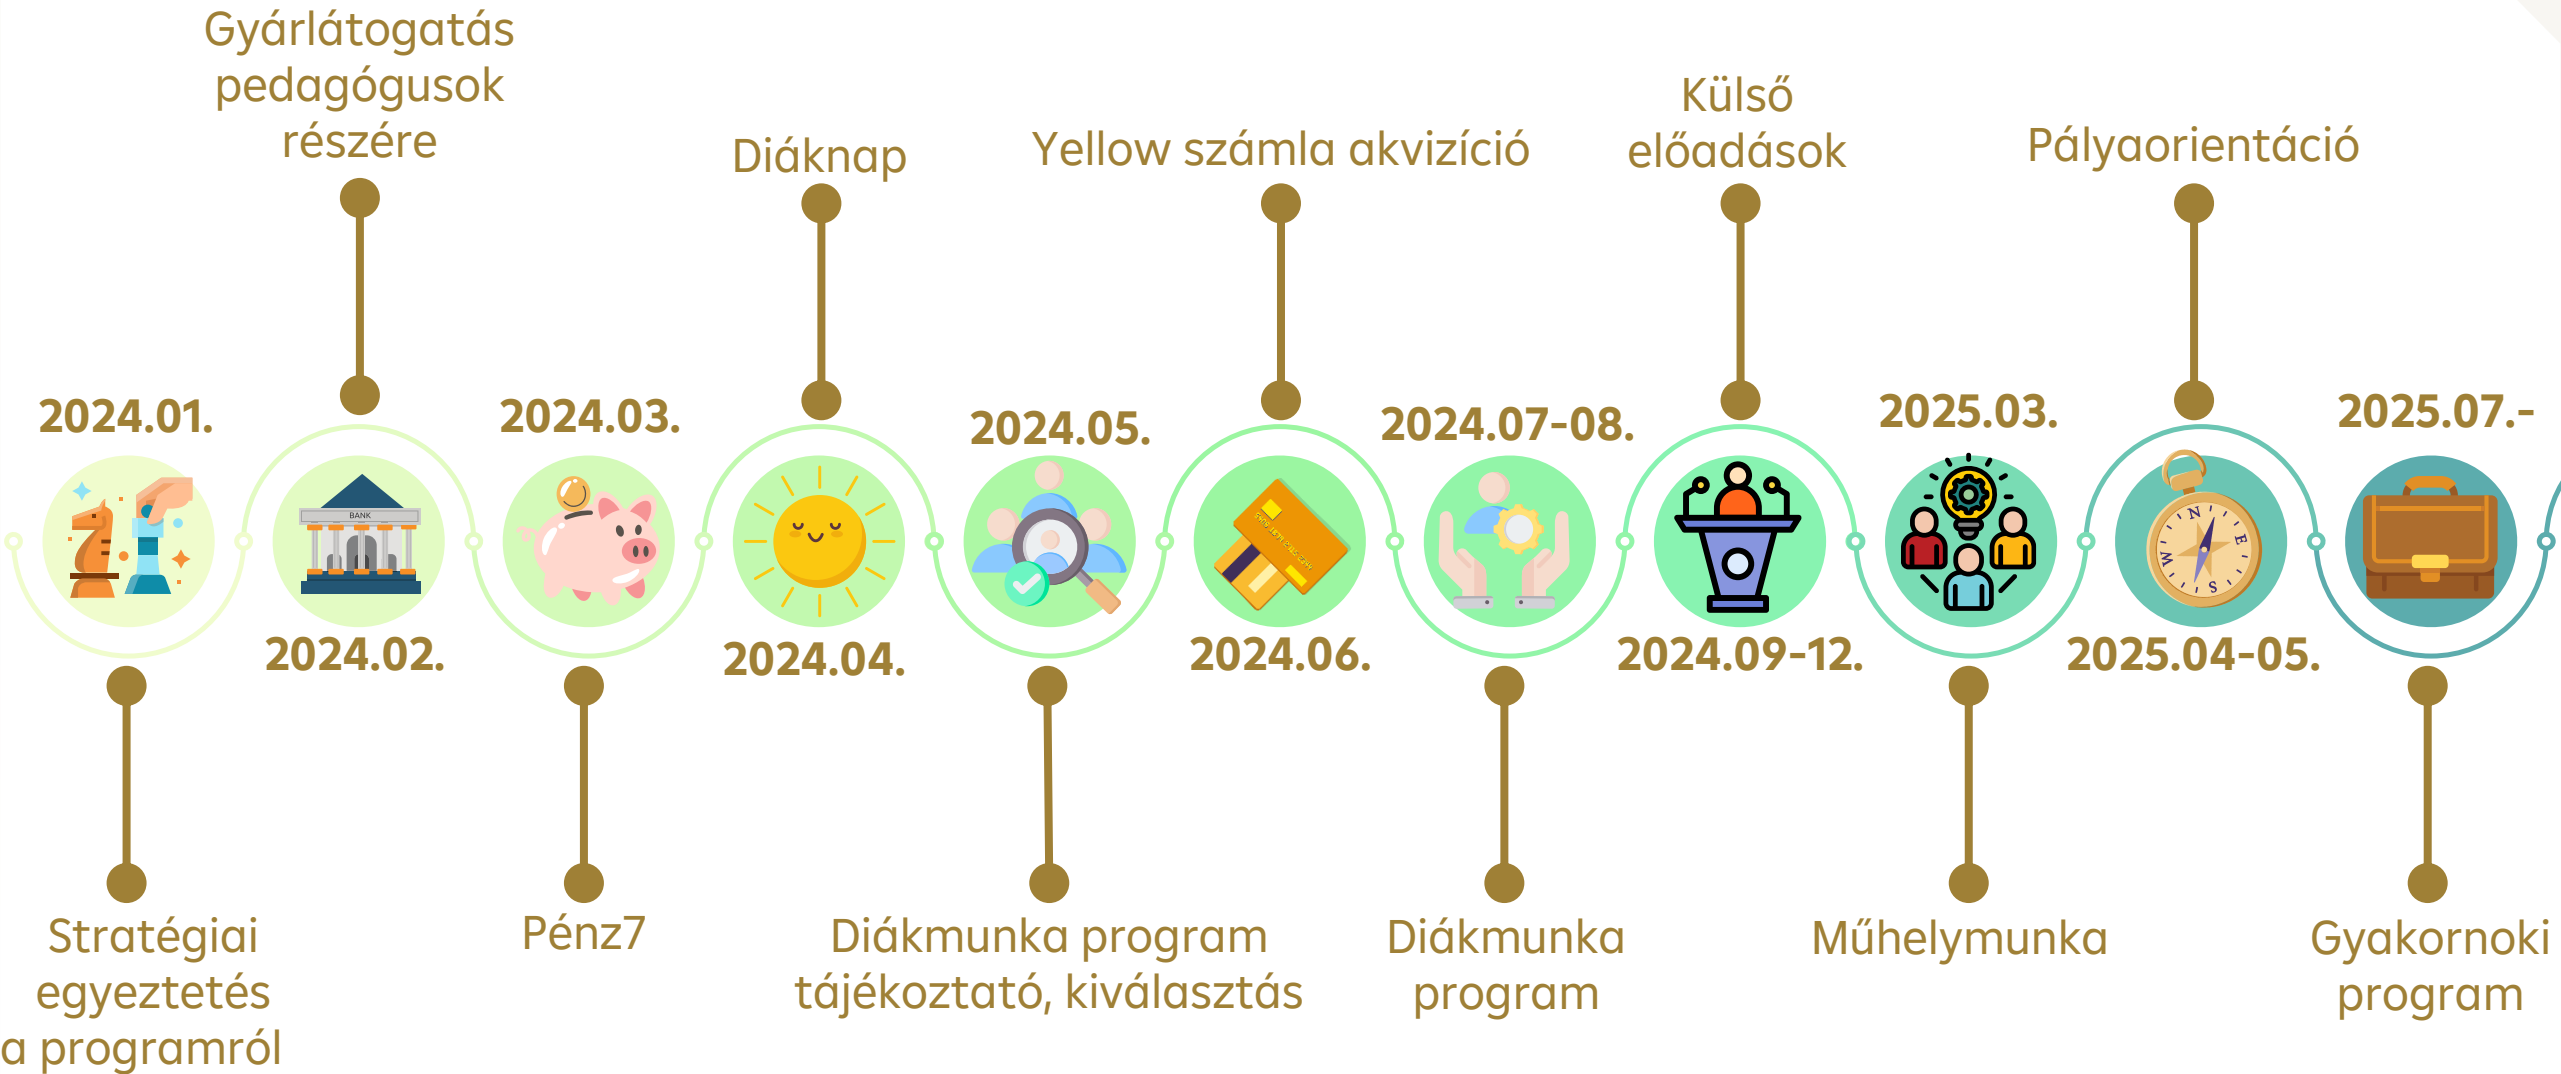 Gyárlátogatás
pedagógusok
részére
Diáknap
Yellow számla akvizíció
Külső
előadások
Pályaorientáció
2024.01.
2024.03.
2024.05.
2024.07-08.
2025.03.
2025.07.-
BANK
N
E
S
W
2024.02.
2024.04.
2024.06.
2024.09-12.
2025.04-05.
Stratégiai
egyeztetés
a programról
Pénz7
Diákmunka program
tájékoztató, kiválasztás
Diákmunka
program
Műhelymunka
Gyakornoki
program